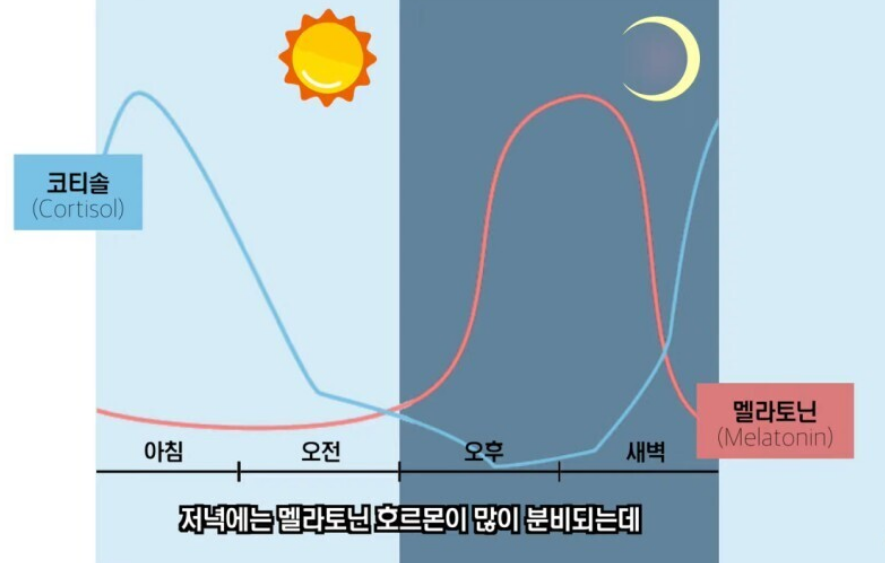 코티솔
(Cortisol)
멜라토닌
(Melatonin)
아침
오전
오후
새벽
저녁에는 멜라토닌 호르몬이 많이 분비되는데